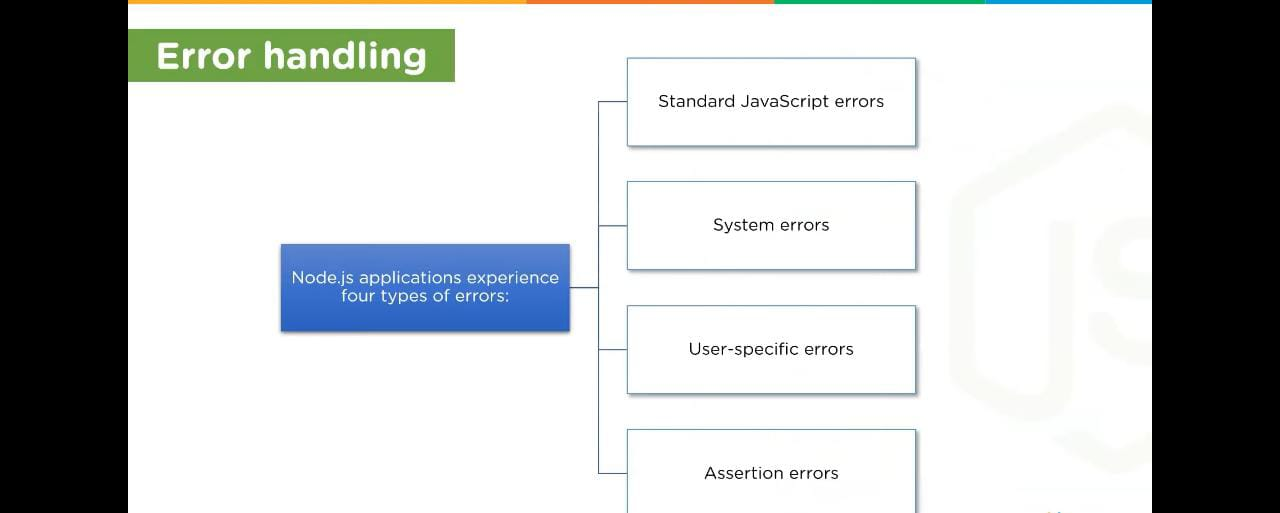 Error handling
Standard JavaScript errors
System errors
Node.js applications experience
four types of errors:
User-specific errors
Assertion errors
JS